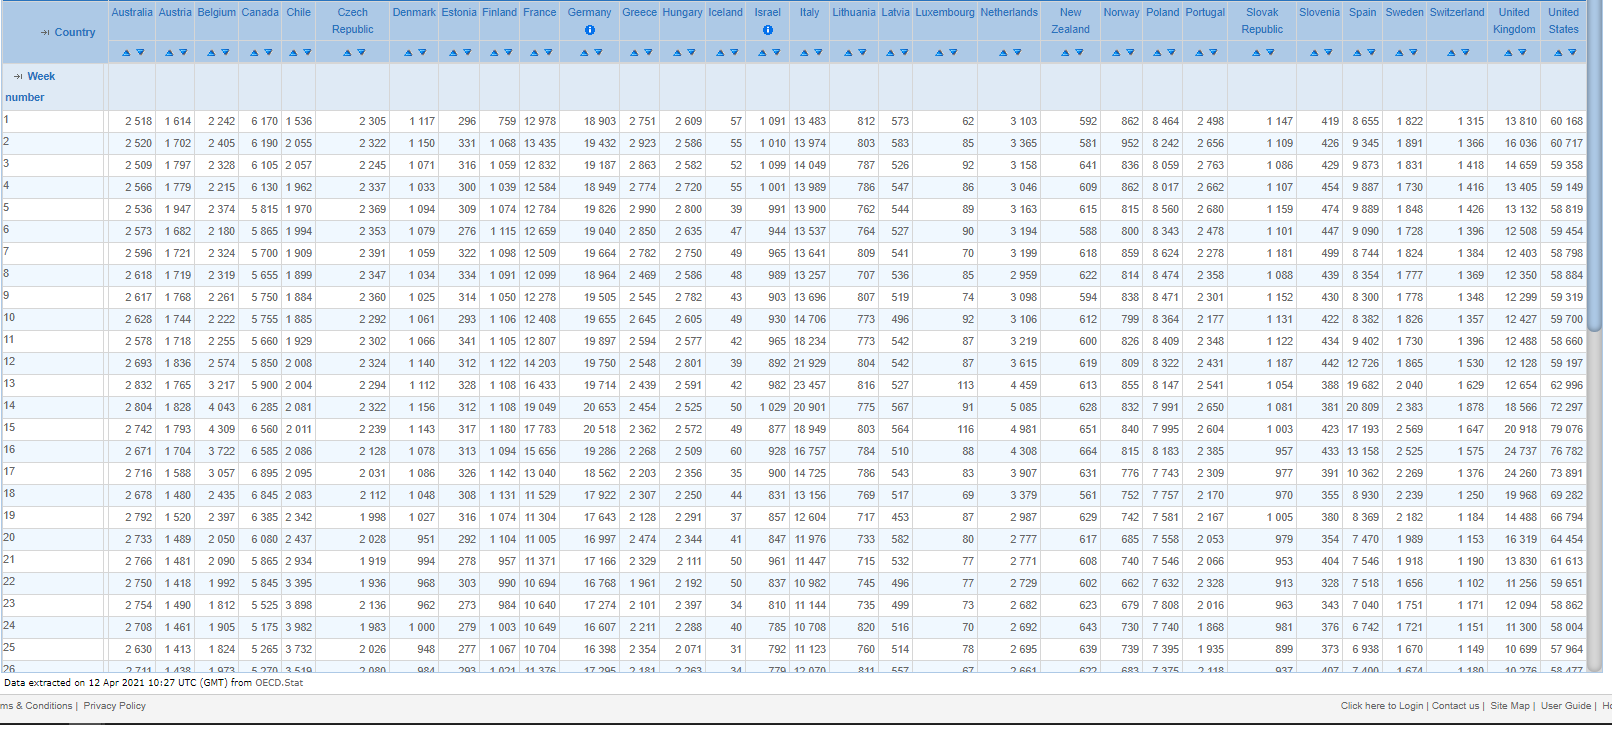 Country Australia Austria Belgium Canada Chile Czech Republic Denmark Estonia Finland France Germany Greece Hungary Iceland Israel Italy Lithuania Latvia Luxembourg Netherlands New Zealand Norway Poland Portugal Slovak Republic Slovenia Spain Sweden Switzerland United Kingdom United States
Week number
1 2 518 1 614 2 242 6 170 1 536 2 305 1 117 296 759 12 978 18 903 2 751 2 609 57 1 091 13 483 812 573 62 3 103 592 862 8 464 2 498 1 147 419 8 655 1 822 1 315 13 810 60 168
2 2 520 1 702 2 405 6 190 2 055 2 322 1 150 331 1 068 13 435 19 432 2 923 2 586 55 1 010 13 974 803 583 85 3 365 581 952 8 242 2 656 1 109 426 9 345 1 891 1 366 16 036 60 717
3 2 509 1 797 2 328 6 105 2 057 2 245 1 071 316 1 059 12 832 19 187 2 863 2 582 52 1 099 14 049 787 526 92 3 158 641 836 8 059 2 763 1 086 429 9 873 1 831 1 418 14 659 59 358
4 2 566 1 779 2 215 6 130 1 962 2 337 1 033 300 1 039 12 584 18 949 2 774 2 720 55 1 001 13 989 786 547 86 3 046 609 862 8 017 2 662 1 107 454 9 887 1 730 1 416 13 405 59 149
5 2 536 1 947 2 374 5 815 1 970 2 369 1 094 309 1 074 12 784 19 826 2 990 2 800 39 991 13 900 762 544 89 3 163 615 815 8 560 2 680 1 159 474 9 889 1 848 1 426 13 132 58 819
6 2 573 1 682 2 180 5 865 1 994 2 353 1 079 276 1 115 12 659 19 040 2 850 2 635 47 944 13 537 764 527 90 3 194 588 800 8 343 2 478 1 101 447 9 090 1 728 1 396 12 508 59 454
7 2 596 1 721 2 324 5 700 1 909 2 391 1 059 322 1 098 12 509 19 664 2 782 2 750 49 965 13 641 809 541 70 3 199 618 859 8 624 2 278 1 181 499 8 744 1 824 1 384 12 403 58 798
8 2 618 1 719 2 319 5 655 1 899 2 347 1 034 334 1 091 12 099 18 964 2 469 2 586 48 989 13 257 707 536 85 2 959 622 814 8 474 2 358 1 088 439 8 354 1 777 1 369 12 350 58 884
9 2 617 1 768 2 261 5 750 1 884 2 360 1 025 314 1 050 12 278 19 505 2 545 2 782 43 903 13 696 807 519 74 3 098 594 838 8 471 2 301 1 152 430 8 300 1 778 1 348 12 299 59 319
10 2 628 1 744 2 222 5 755 1 885 2 292 1 061 293 1 106 12 408 19 655 2 645 2 605 49 930 14 706 773 496 92 3 106 612 799 8 364 2 177 1 131 422 8 382 1 826 1 357 12 427 59 700
11 2 578 1 718 2 255 5 660 1 929 2 302 1 066 341 1 105 12 807 19 897 2 594 2 577 42 965 18 234 773 542 87 3 219 600 826 8 409 2 348 1 122 434 9 402 1 730 1 396 12 488 58 660
12 2 693 1 836 2 574 5 850 2 008 2 324 1 140 312 1 122 14 203 19 750 2 548 2 801 39 892 21 929 804 542 87 3 615 619 809 8 322 2 431 1 187 442 12 726 1 865 1 530 12 128 59 197
13 2 832 1 765 3 217 5 900 2 004 2 294 1 112 328 1 108 16 433 19 714 2 439 2 591 42 982 23 457 816 527 113 4 459 613 855 8 147 2 541 1 054 388 19 682 2 040 1 629 12 654 62 996
14 2 804 1 828 4 043 6 285 2 081 2 322 1 156 312 1 108 19 049 20 653 2 454 2 525 50 1 029 20 901 775 567 91 5 085 628 832 7 991 2 650 1 081 381 20 809 2 383 1 878 18 566 72 297
15 2 742 1 793 4 309 6 560 2 011 2 239 1 143 317 1 180 17 783 20 518 2 362 2 572 49 877 18 949 803 564 116 4 981 651 840 7 995 2 604 1 003 423 17 193 2 569 1 647 20 918 79 076
16 2 671 1 704 3 722 6 585 2 086 2 128 1 078 313 1 094 15 656 19 286 2 268 2 509 60 928 16 757 784 510 88 4 308 664 815 8 183 2 385 957 433 13 158 2 525 1 575 24 737 76 782
17 2 716 1 588 3 057 6 895 2 095 2 031 1 086 326 1 142 13 040 18 562 2 203 2 356 35 900 14 725 786 543 83 3 907 631 776 7 743 2 309 977 391 10 362 2 269 1 376 24 260 73 891
18 2 678 1 480 2 435 6 845 2 083 2 112 1 048 308 1 131 11 529 17 922 2 307 2 250 44 831 13 156 769 517 69 3 379 561 752 7 757 2 170 970 355 8 930 2 239 1 250 19 968 69 282
19 2 792 1 520 2 397 6 385 2 342 1 998 1 027 316 1 074 11 304 17 643 2 128 2 291 37 857 12 604 717 453 87 2 987 629 742 7 581 2 167 1 005 380 8 369 2 182 1 184 14 488 66 794
20 2 733 1 489 2 050 6 080 2 437 2 028 951 292 1 104 11 005 16 997 2 474 2 344 41 847 11 976 733 582 80 2 777 617 685 7 558 2 053 979 354 7 470 1 989 1 153 16 319 64 454
21 2 766 1 481 2 090 5 865 2 934 1 919 994 278 957 11 371 17 166 2 329 2 111 50 961 11 447 715 532 77 2 771 608 740 7 546 2 066 953 404 7 546 1 918 1 190 13 830 61 613
22 2 750 1 418 1 992 5 845 3 395 1 936 968 303 990 10 694 16 768 1 961 2 192 50 837 10 982 745 496 77 2 729 602 662 7 632 2 328 913 328 7 518 1 656 1 102 11 256 59 651
23 2 754 1 490 1 812 5 525 3 898 2 136 962 273 984 10 640 17 274 2 101 2 397 34 810 11 144 735 499 73 2 682 623 679 7 808 2 016 963 343 7 040 1 751 1 171 12 094 58 862
24 2 708 1 461 1 905 5 175 3 982 1 983 1 000 279 1 003 10 649 16 607 2 211 2 288 40 785 10 708 820 516 70 2 692 643 730 7 740 1 868 981 376 6 742 1 721 1 151 11 300 58 004
25 2 630 1 413 1 824 5 265 3 732 2 026 948 277 1 067 10 704 16 398 2 354 2 071 31 792 11 123 760 514 78 2 695 639 739 7 395 1 935 899 373 6 938 1 670 1 149 10 699 57 964
26 2 711 1 438 1 973 5 270 3 519 2 080 984 293 1 021 11 376 17 295 2 181 2 263 34 779 12 070 811 557 67 2 661 622 683 7 375 2 118 937 407 7 400 1 674 1 180 10 276 58 477
Data extracted on 12 Apr 2021 10:27 UTC (GMT) from OECD.Stat
ms & Conditions | Privacy Policy Click here to Login | Contact us | Site Map | User Guide | Ho